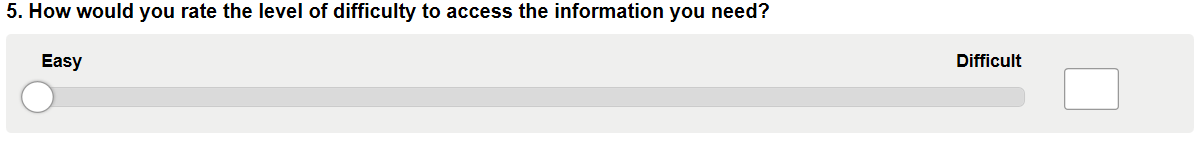 5. How would you rate the level of difficulty to access the information you need?
Easy Difficult